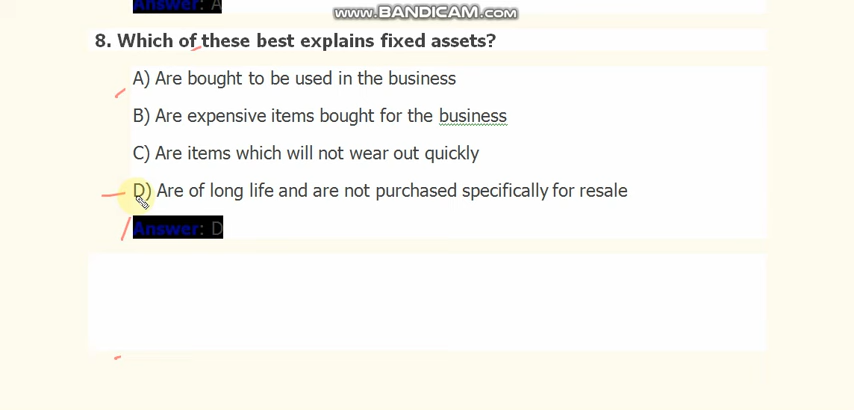 Answer: A
www.BANDICAM.com
8. Which of these best explains fixed assets?
A) Are bought to be used in the business
B) Are expensive items bought for the business
C) Are items which will not wear out quickly
D) Are of long life and are not purchased specifically for resale
Answer: D